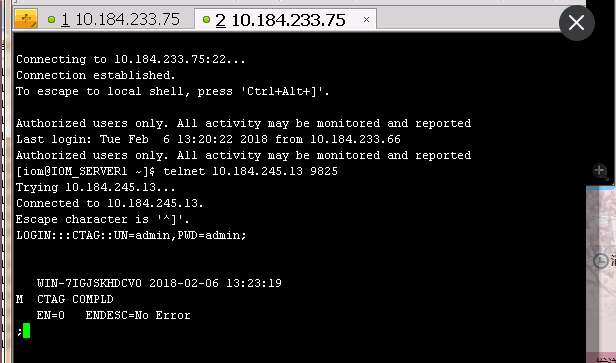 1 10.184.233.75
2 10.184.233.75
Connecting to 10.184.233.75:22...
Connection established.
To escape to local shell, press 'Ctrl+Alt+]'.
Authorized users only. All activity may be monitored and reported
Last login: Tue Feb  6 13:20:22 2018 from 10.184.233.66
Authorized users only. All activity may be monitored and reported
[iom@IOM_SERVER1 ~]$ telnet 10.184.245.13 9825
Trying 10.184.245.13...
Connected to 10.184.245.13.
Escape character is '^]'.
LOGIN:::CTAG::UN=admin,PWD=admin;
WIN-7IGJSKHDCVO 2018-02-06 13:23:19
M  CTAG COMPLD
EN=0   ENDESC=No Error
;